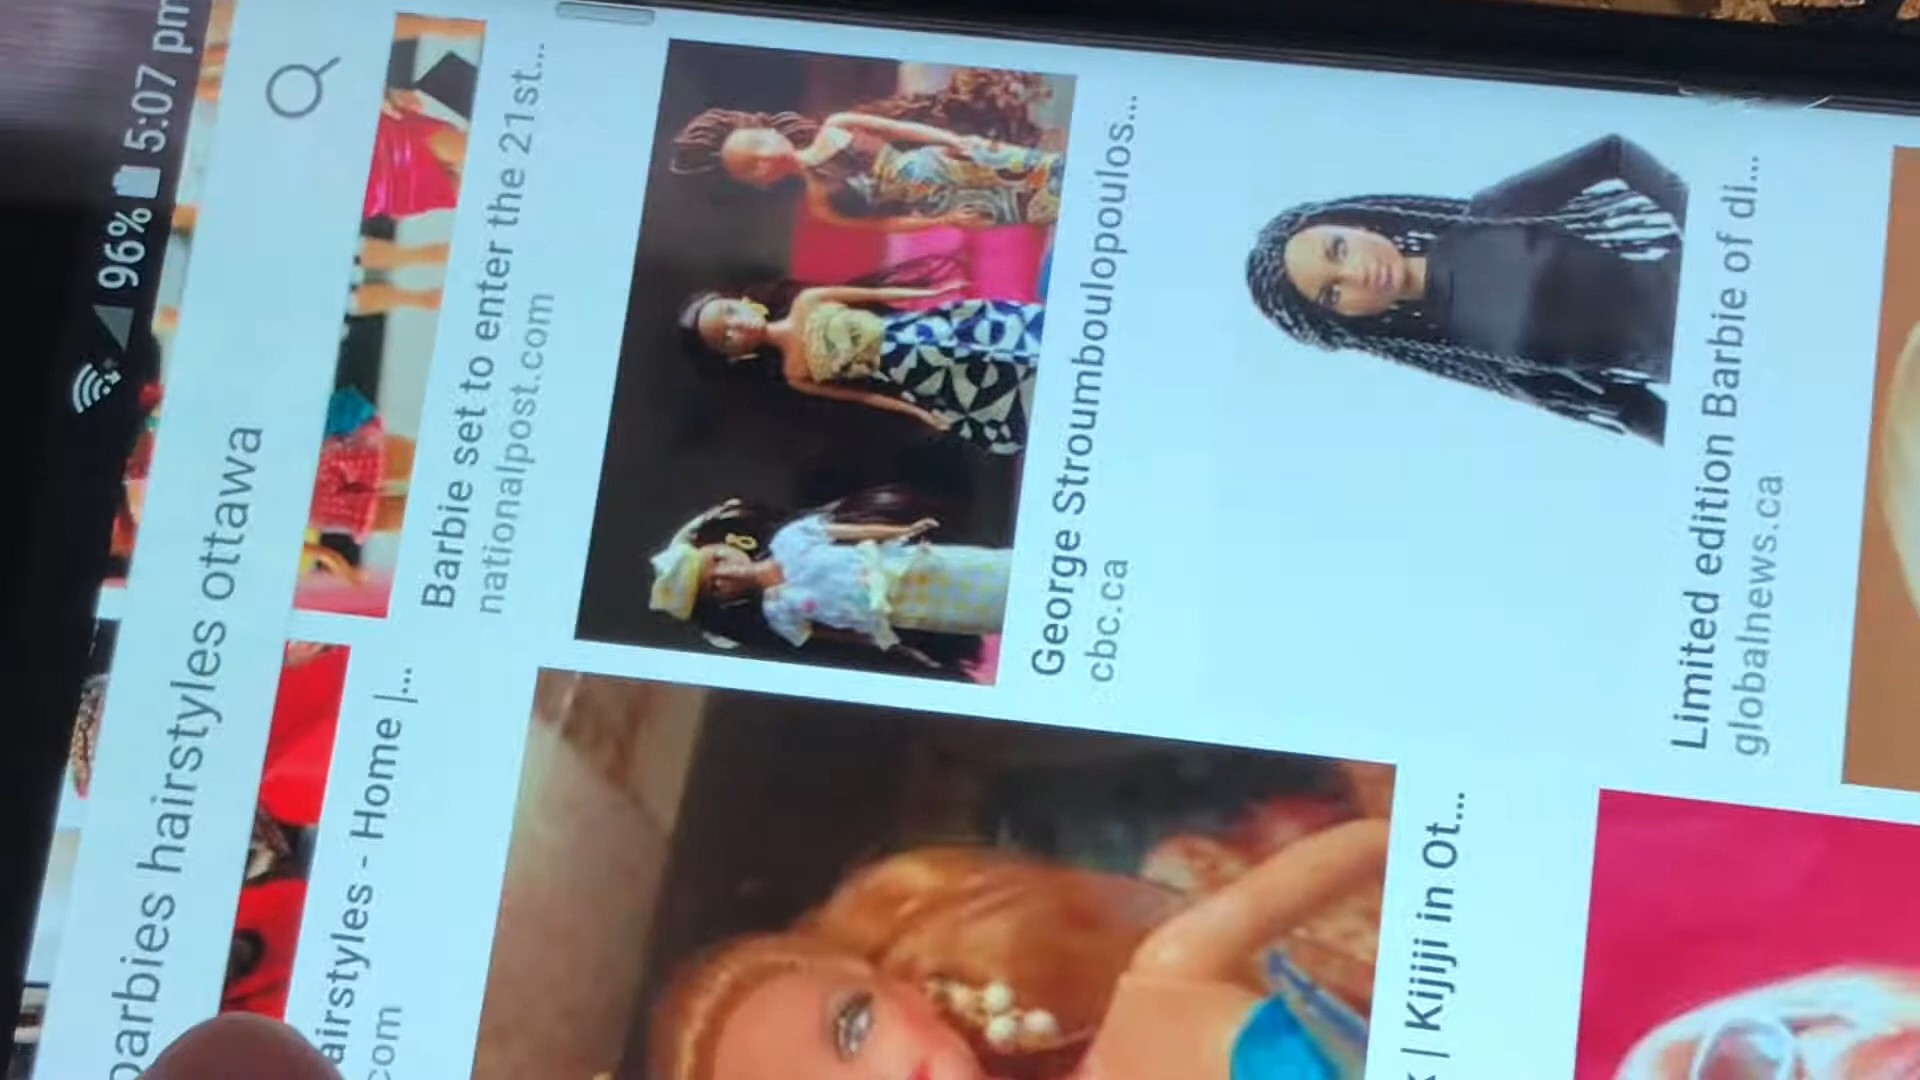 96% 5:07 pm
barbies hairstyles ottawa
airstyles - Home |...
com
Barbie set to enter the 21st...
nationalpost.com
George Stroumboulopoulos...
cbc.ca
| Kijiji in Ot...
Limited edition Barbie of di...
globalnews.ca